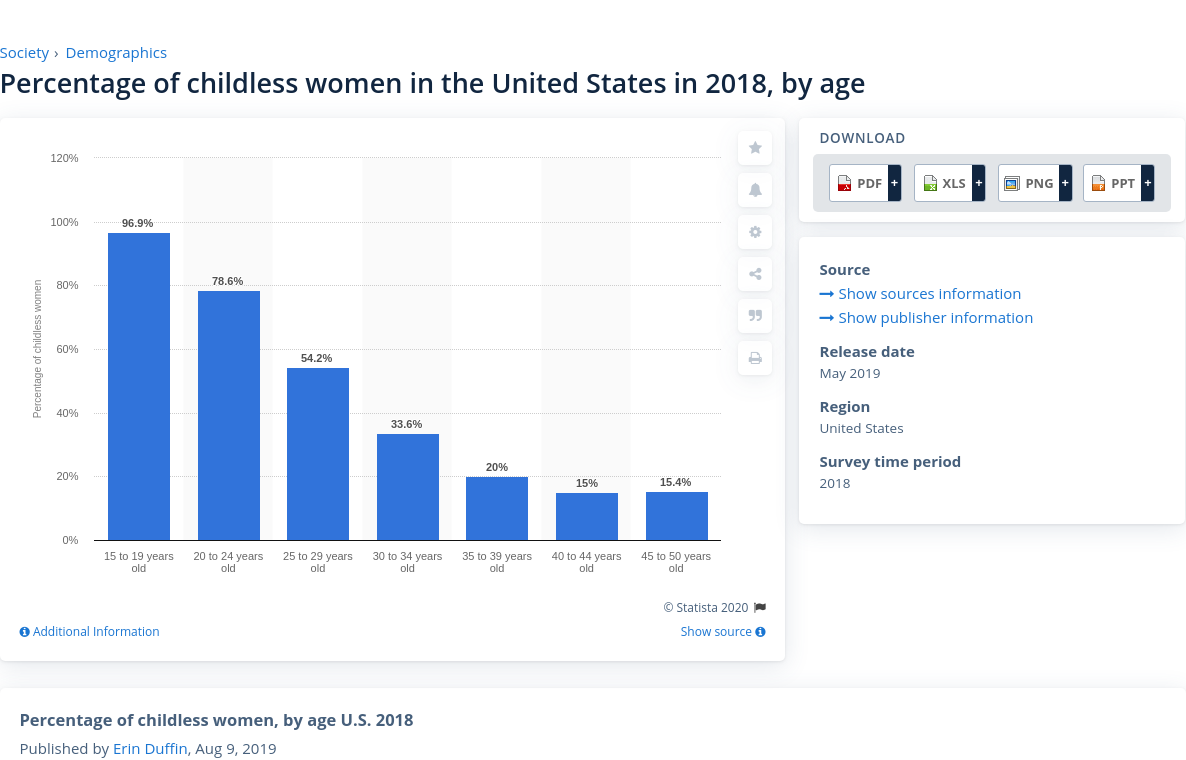 Society › Demographics
Percentage of childless women in the United States in 2018, by age
120%
100%
80%
60%
40%
20%
0%
Percentage of childless women
96.9%
78.6%
54.2%
33.6%
20%
15%
15.4%
15 to 19 years
old
20 to 24 years
old
25 to 29 years
old
30 to 34 years
old
35 to 39 years
old
40 to 44 years
old
45 to 50 years
old
© Statista 2020
Additional Information
Show source
DOWNLOAD
PDF +
XLS +
PNG +
PPT +
Source
Show sources information
Show publisher information
Release date
May 2019
Region
United States
Survey time period
2018
Percentage of childless women, by age U.S. 2018
Published by Erin Duffin, Aug 9, 2019